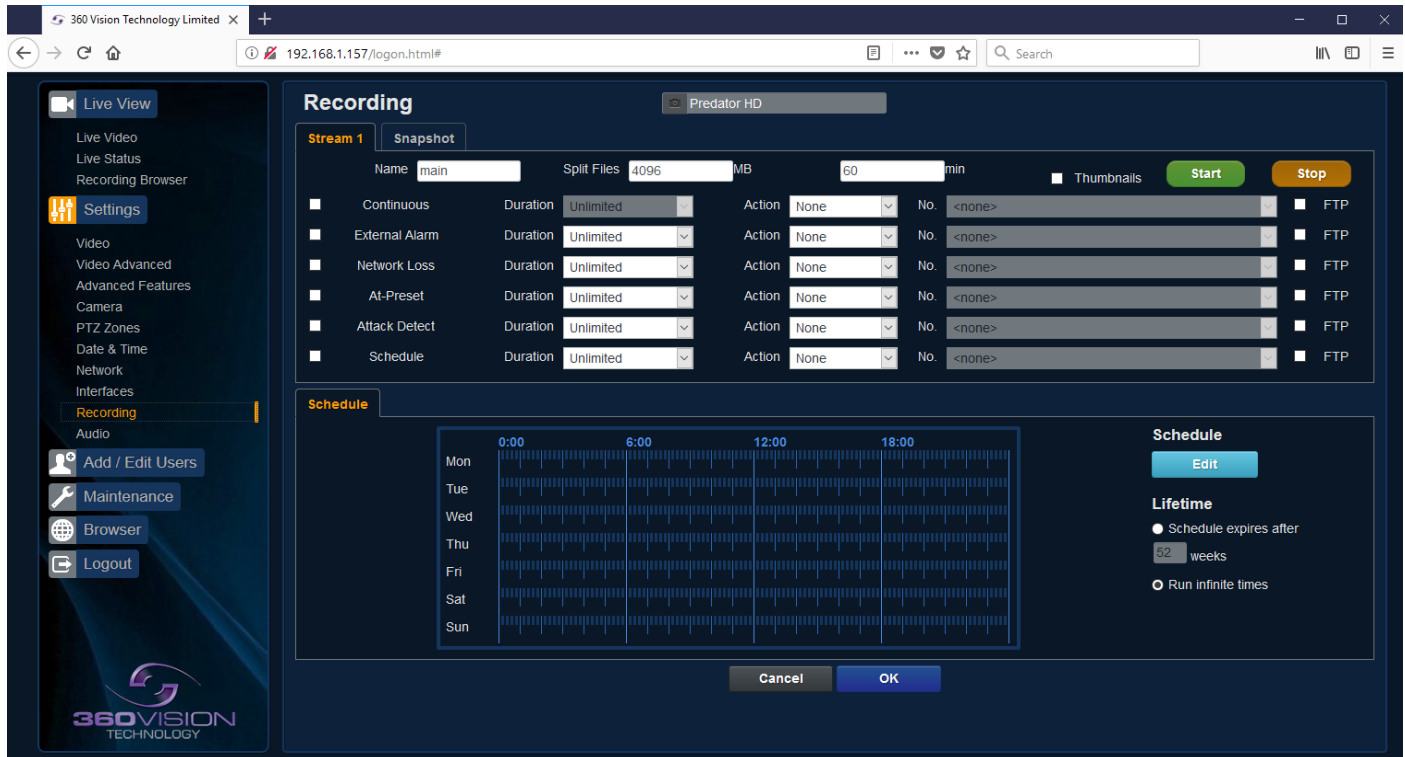 360 Vision Technology Limited
192.168.1.157/logon.html#
Search
Live View
Live Video
Live Status
Recording Browser
Settings
Video
Video Advanced
Advanced Features
Camera
PTZ Zones
Date & Time
Network
Interfaces
Recording
Audio
Add / Edit Users
Maintenance
Browser
Logout
360VISION
TECHNOLOGY
Recording Predator HD
Stream 1 Snapshot
Name main Split Files 4096 MB 60 min Thumbnails Start Stop
Continuous Duration Unlimited Action None No. <none> FTP
External Alarm Duration Unlimited Action None No. <none> FTP
Network Loss Duration Unlimited Action None No. <none> FTP
At-Preset Duration Unlimited Action None No. <none> FTP
Attack Detect Duration Unlimited Action None No. <none> FTP
Schedule Duration Unlimited Action None No. <none> FTP
Schedule
0:00 6:00 12:00 18:00
Mon
Tue
Wed
Thu
Fri
Sat
Sun
Schedule
Edit
Lifetime
Schedule expires after
52 weeks
Run infinite times
Cancel OK